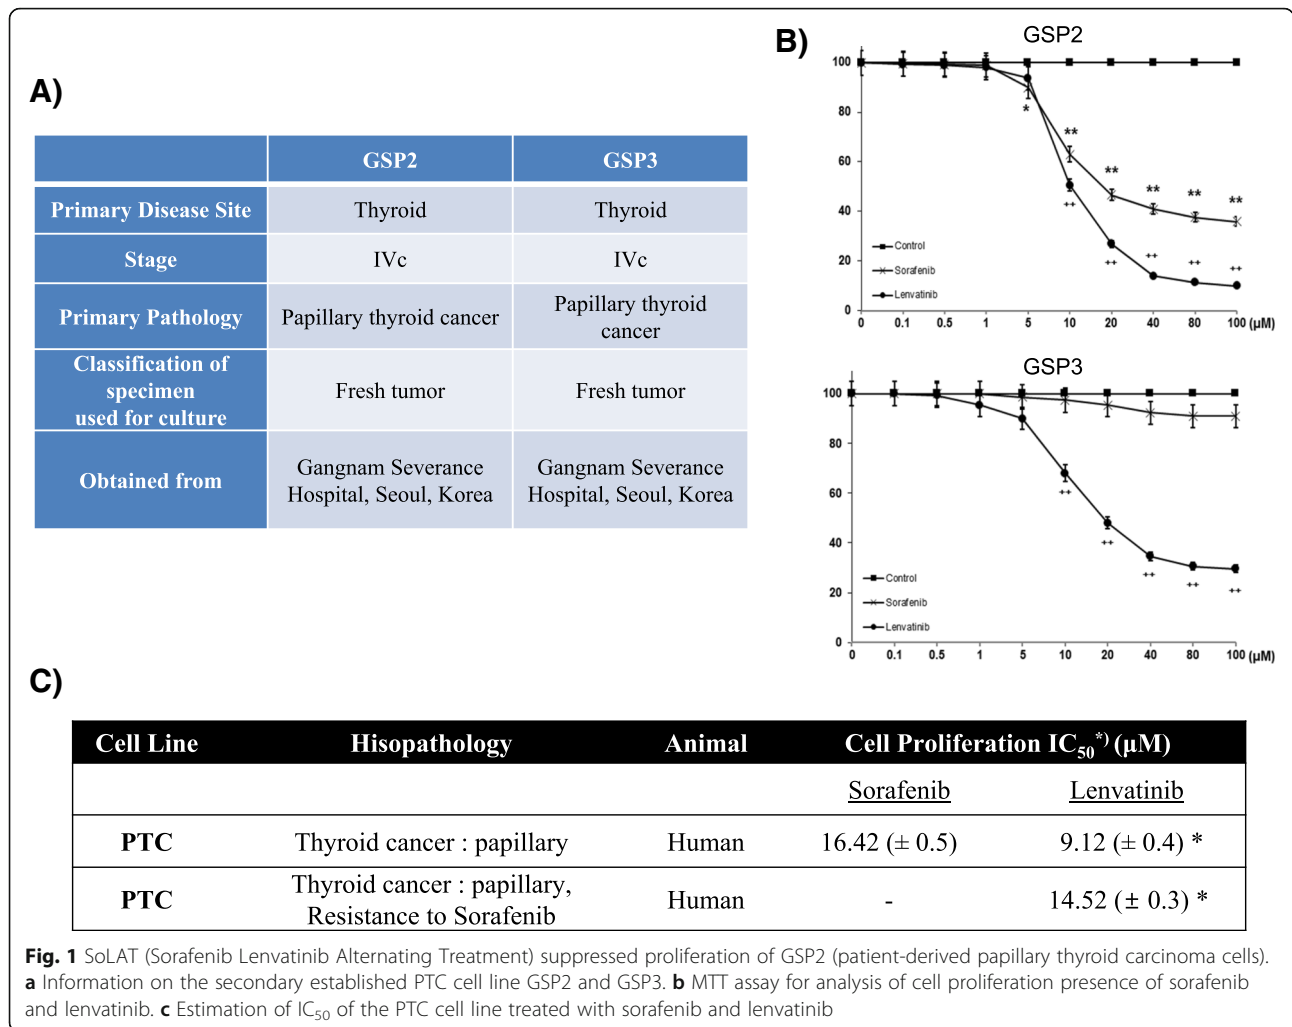 A)
GSP2 GSP3
Primary Disease Site Thyroid Thyroid
Stage IVc IVc
Primary Pathology Papillary thyroid cancer Papillary thyroid
cancer
Classification of
specimen
used for culture Fresh tumor Fresh tumor
Obtained from Gangnam Severance Gangnam Severance
Hospital, Seoul, Korea Hospital, Seoul, Korea
B)
GSP2
100
80
60
40
20
0
* ** ** ** ** **
++ ++ ++ ++ ++
Control
Sorafenib
Lenvatinib
0 0.1 0.5 1 5 10 20 40 80 100 (μM)
GSP3
100
80
60
40
20
0
++ ++ ++ ++ ++
Control
Sorafenib
Lenvatinib
0 0.1 0.5 1 5 10 20 40 80 100 (μM)
C)
Cell Line Hisopathology Animal Cell Proliferation IC50*) (μM)
Sorafenib Lenvatinib
PTC Thyroid cancer : papillary Human 16.42 (± 0.5) 9.12 (± 0.4) *
PTC Thyroid cancer : papillary,
Resistance to Sorafenib Human - 14.52 (± 0.3) *
Fig. 1 SoLAT (Sorafenib Lenvatinib Alternating Treatment) suppressed proliferation of GSP2 (patient-derived papillary thyroid carcinoma cells).
a Information on the secondary established PTC cell line GSP2 and GSP3. b MTT assay for analysis of cell proliferation presence of sorafenib
and lenvatinib. c Estimation of IC50 of the PTC cell line treated with sorafenib and lenvatinib